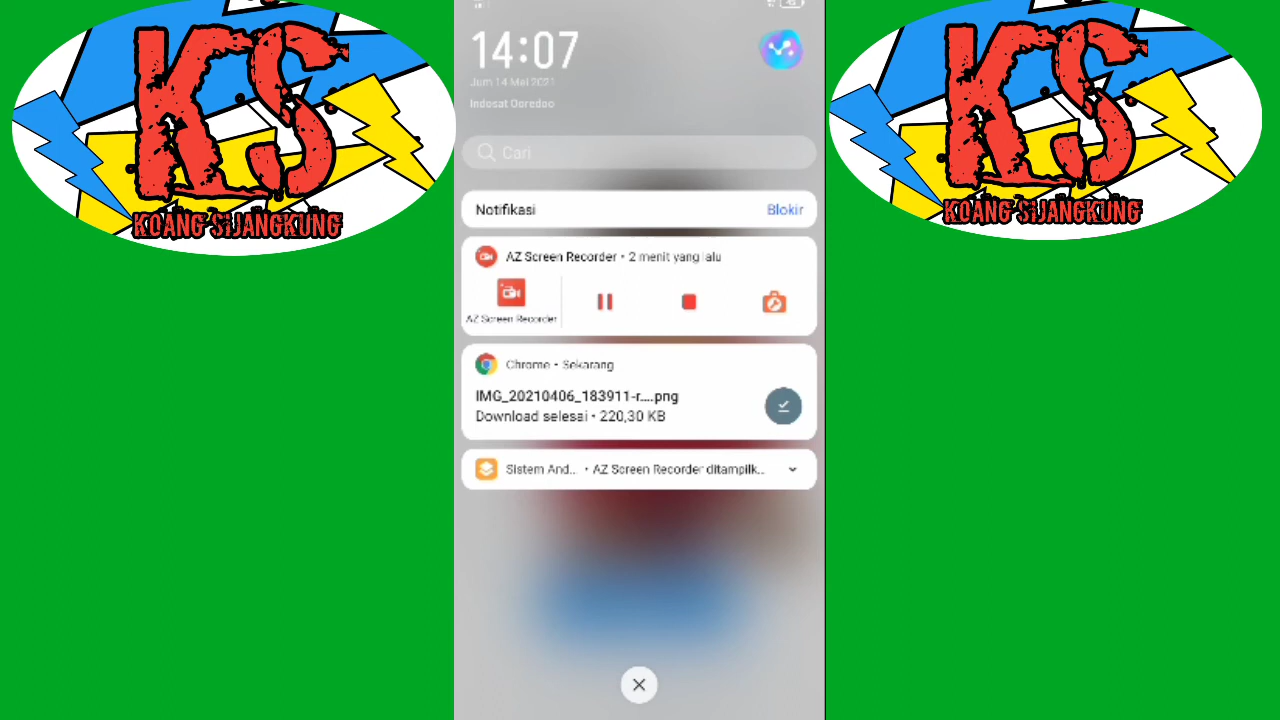 KS
KOANG SIJANGKUNG
14:07
Jum 14 Mei 2021
Indosat Ooredoo
Cari
Notifikasi
Blokir
AZ Screen Recorder • 2 menit yang lalu
AZ Screen Recorder
Chrome • Sekarang
IMG_20210406_183911-r....png
Download selesai • 220,30 KB
Sistem And... • AZ Screen Recorder ditampilk..
KS
KOANG SIJANGKUNG